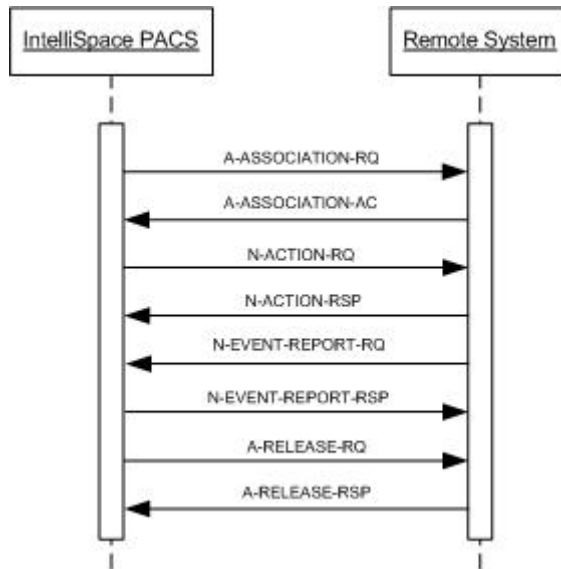 IntelliSpace PACS
Remote System
A-ASSOCIATION-RQ
A-ASSOCIATION-AC
N-ACTION-RQ
N-ACTION-RSP
N-EVENT-REPORT-RQ
N-EVENT-REPORT-RSP
A-RELEASE-RQ
A-RELEASE-RSP